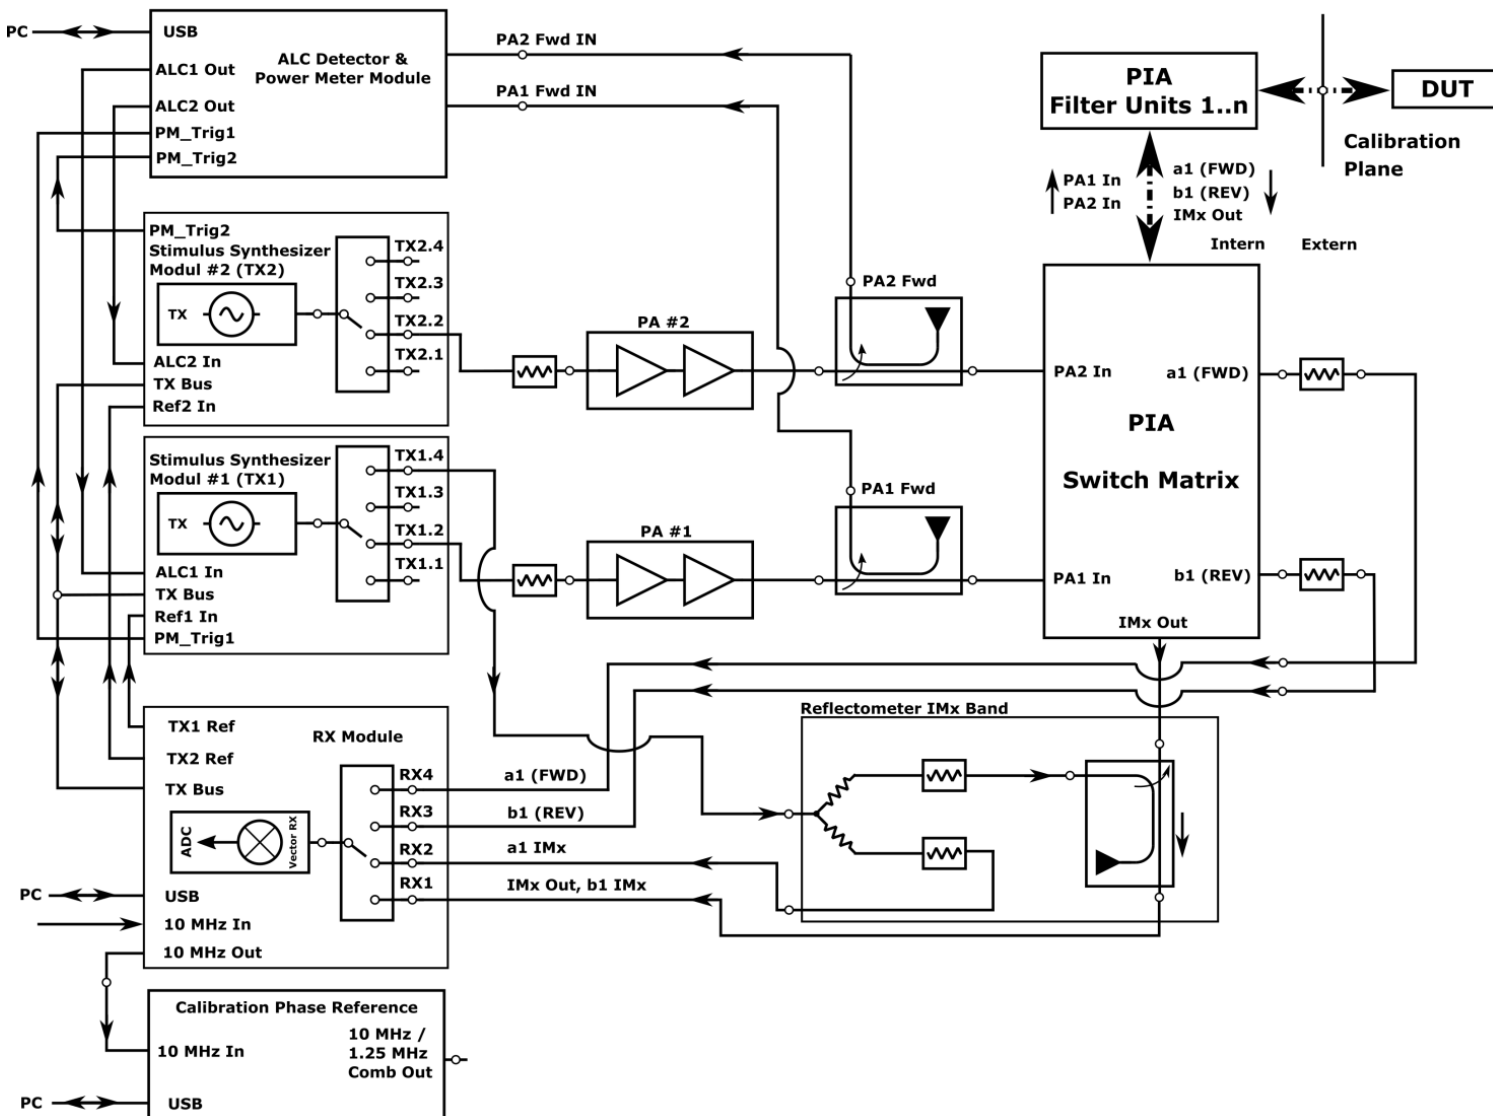 PC
USB
ALC Detector &
Power Meter Module
ALC1 Out
ALC2 Out
PM_Trig1
PM_Trig2
PA2 Fwd IN
PA1 Fwd IN
PIA
Filter Units 1..n
DUT
Calibration
Plane
PA1 In
PA2 In
a1 (FWD)
b1 (REV)
IMx Out
Intern
Extern
PM_Trig2
Stimulus Synthesizer
Modul #2 (TX2)
TX
TX2.4
TX2.3
TX2.2
TX2.1
ALC2 In
TX Bus
Ref2 In
PA #2
PA2 Fwd
PA2 In
a1 (FWD)
PIA
Switch Matrix
PA1 In
b1 (REV)
IMx Out
Stimulus Synthesizer
Modul #1 (TX1)
TX
TX1.4
TX1.3
TX1.2
TX1.1
ALC1 In
TX Bus
Ref1 In
PM_Trig1
PA #1
PA1 Fwd
TX1 Ref
TX2 Ref
TX Bus
RX Module
ADC
Vector RX
RX4
RX3
RX2
RX1
a1 (FWD)
b1 (REV)
a1 IMx
IMx Out, b1 IMx
Reflectometer IMx Band
PC
USB
10 MHz In
10 MHz Out
Calibration Phase Reference
10 MHz In
10 MHz /
1.25 MHz
Comb Out
PC
USB